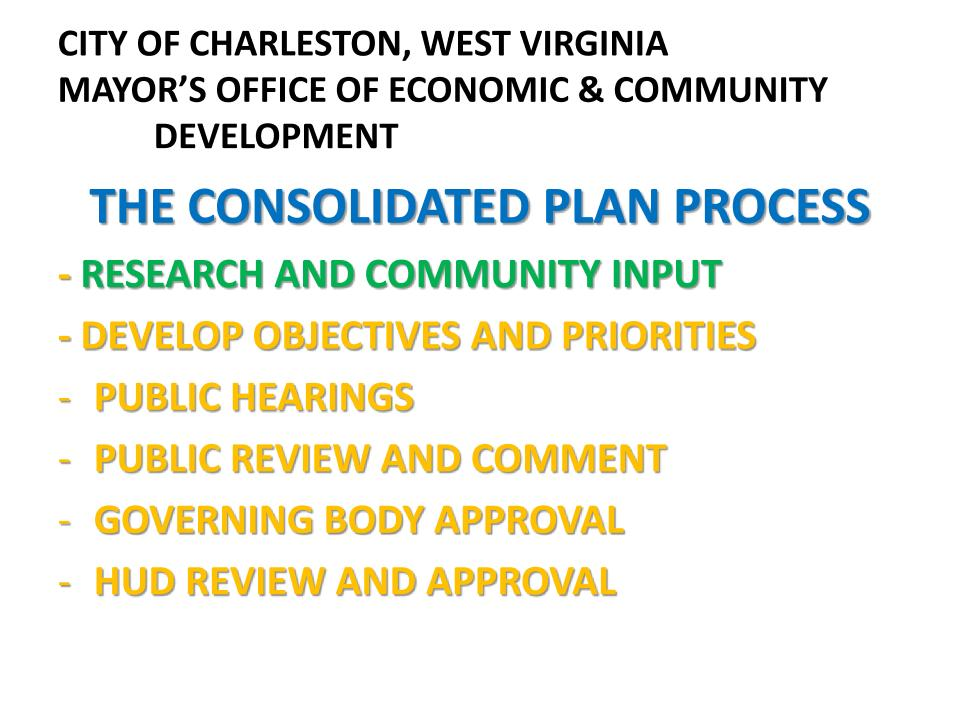 CITY OF CHARLESTON, WEST VIRGINIA
MAYOR’S OFFICE OF ECONOMIC & COMMUNITY
DEVELOPMENT
THE CONSOLIDATED PLAN PROCESS
- RESEARCH AND COMMUNITY INPUT
- DEVELOP OBJECTIVES AND PRIORITIES
- PUBLIC HEARINGS
- PUBLIC REVIEW AND COMMENT
- GOVERNING BODY APPROVAL
- HUD REVIEW AND APPROVAL